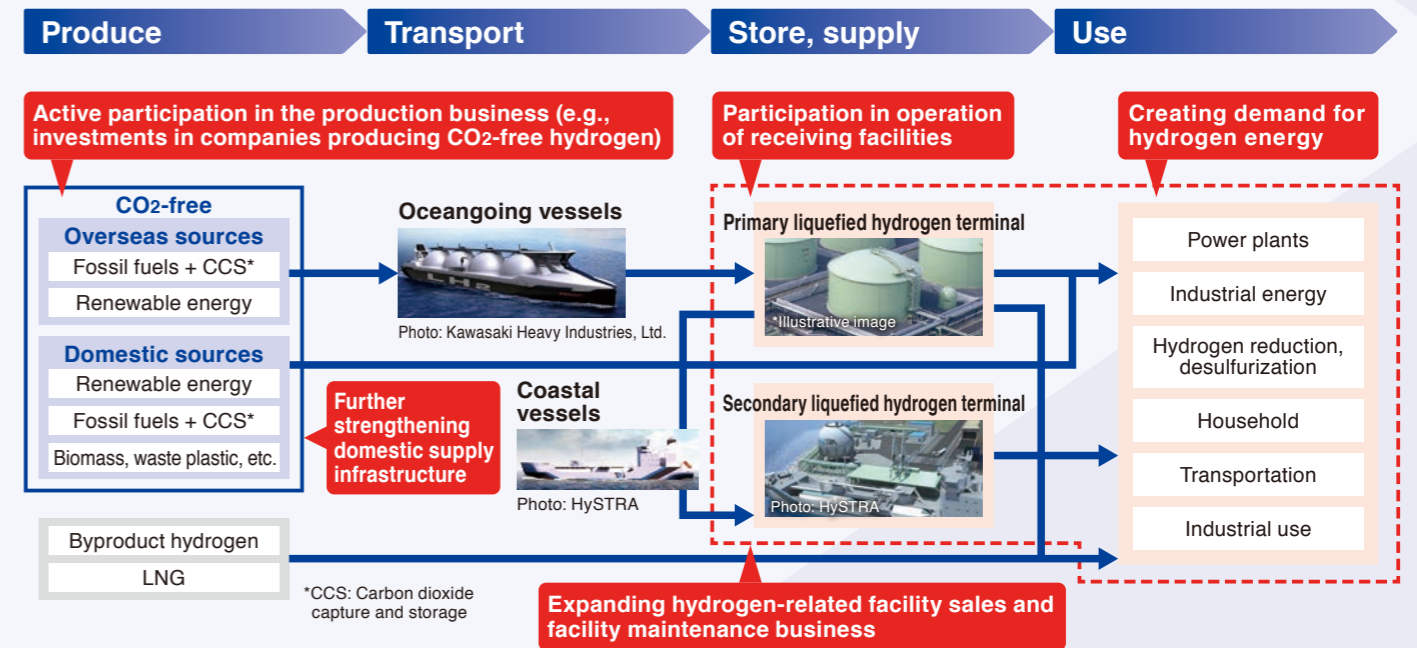 Produce
Transport
Store, supply
Use
Active participation in the production business (e.g.,
investments in companies producing CO2-free hydrogen)
Participation in operation
of receiving facilities
Creating demand for
hydrogen energy
CO2-free
Overseas sources
Fossil fuels + CCS*
Renewable energy
Domestic sources
Renewable energy
Fossil fuels + CCS*
Biomass, waste plastic, etc.
Further
strengthening
domestic supply
infrastructure
Byproduct hydrogen
LNG
*CCS: Carbon dioxide
capture and storage
Oceangoing vessels
Photo: Kawasaki Heavy Industries, Ltd.
Coastal
vessels
Photo: HySTRA
Primary liquefied hydrogen terminal
*Illustrative image
Secondary liquefied hydrogen terminal
Photo: HySTRA
Expanding hydrogen-related facility sales and
facility maintenance business
Power plants
Industrial energy
Hydrogen reduction,
desulfurization
Household
Transportation
Industrial use